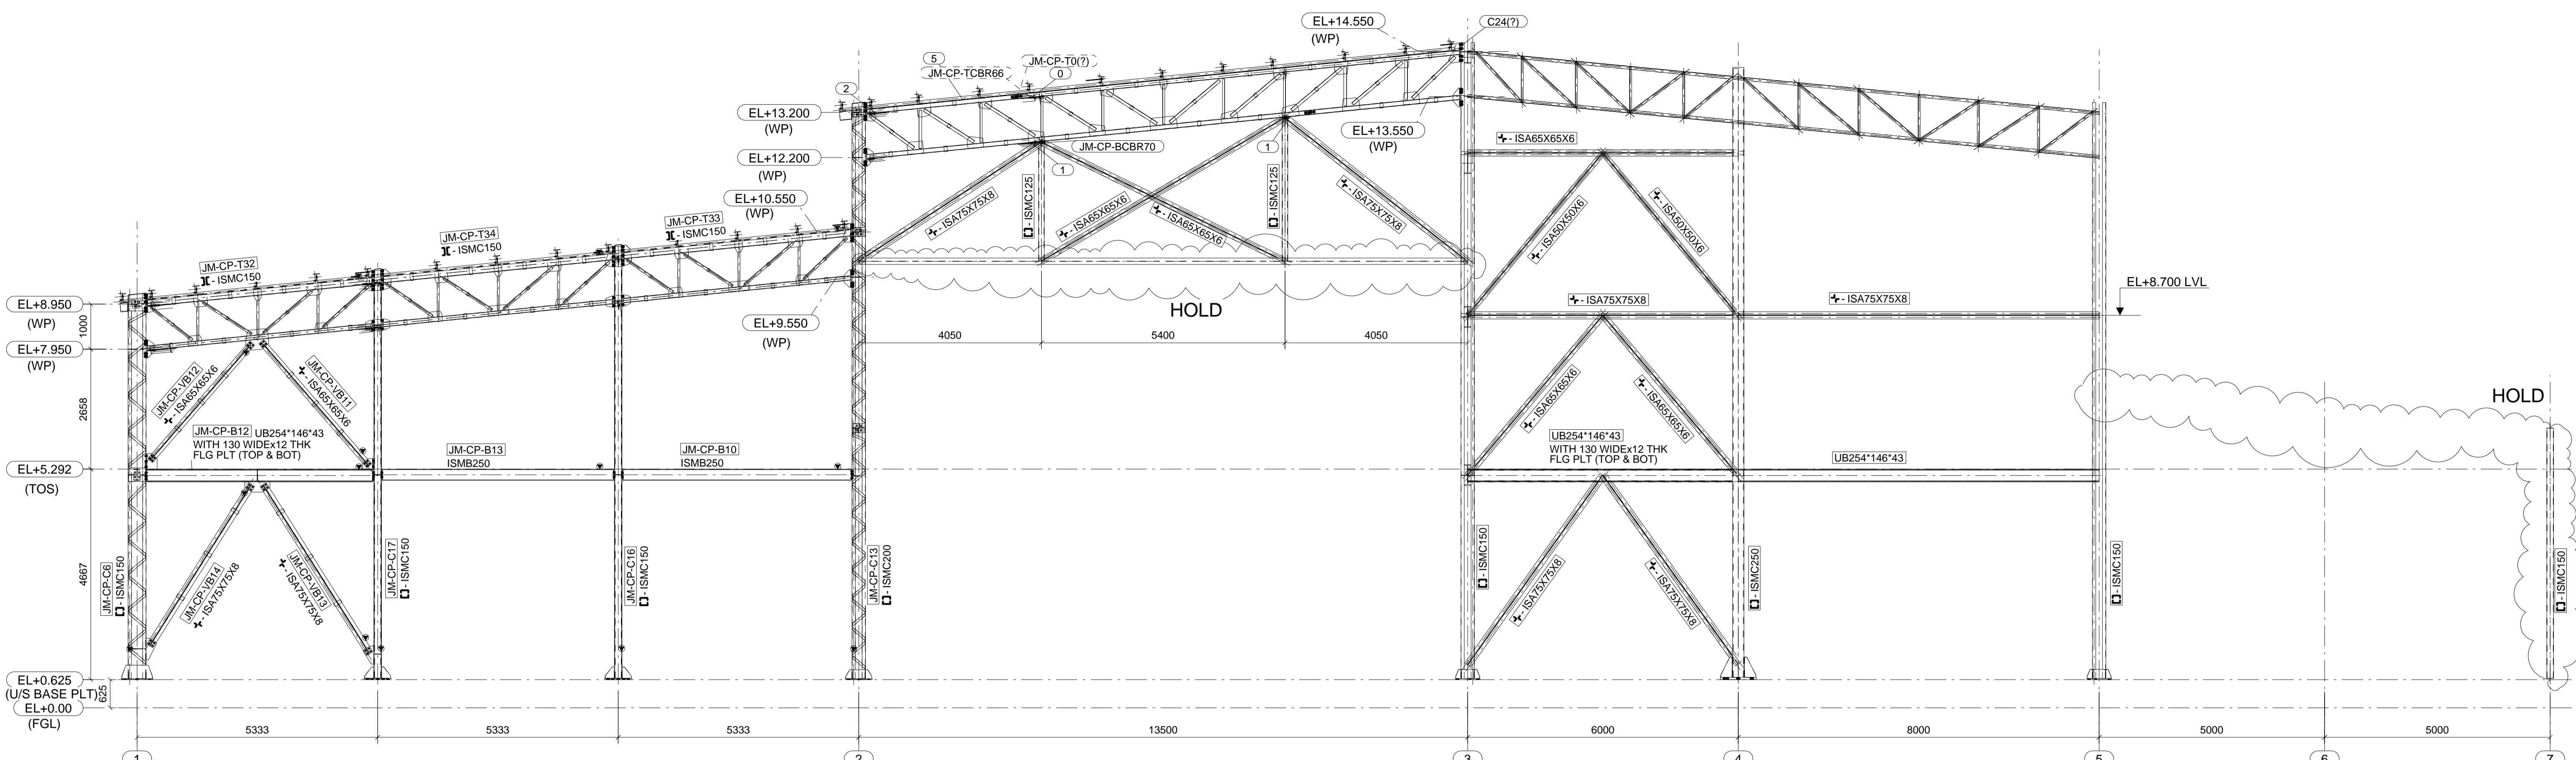 EL+14.550
(WP)
C24(?)
5
JM-CP-TCBR66
JM-CP-T0(?)
0
2
EL+13.200
(WP)
EL+13.550
(WP)
ISA65X65X6
EL+12.200
(WP)
JM-CP-BCBR70
1
1
EL+10.550
(WP)
ISA75X75X8
ISMC125
ISA65X65X6
ISA65X65X6
ISMC125
ISA75X75X8
ISA50X50X6
ISA50X50X6
JM-CP-T32
- ISMC150
JM-CP-T34
- ISMC150
JM-CP-T33
- ISMC150
EL+8.950
(WP)
1000
EL+7.950
(WP)
EL+9.550
(WP)
HOLD
4050
5400
4050
- ISA75X75X8
- ISA75X75X8
EL+8.700 LVL
JM-CP-VB12
- ISA65X65X6
JM-CP-VB11
- ISA65X65X6
2658
- ISA65X65X6
- ISA65X65X6
HOLD
JM-CP-B12 UB254*146*43
WITH 130 WIDEx12 THK
FLG PLT (TOP & BOT)
JM-CP-B13
ISMB250
JM-CP-B10
ISMB250
UB254*146*43
WITH 130 WIDEx12 THK
FLG PLT (TOP & BOT)
UB254*146*43
EL+5.292
(TOS)
4667
JM-CP-C6
- ISMC150
JM-CP-VB14
- ISA75X75X8
JM-CP-VB13
- ISA75X75X8
JM-CP-C17
- ISMC150
JM-CP-C16
- ISMC150
JM-CP-C13
- ISMC200
- ISMC150
- ISA75X75X8
- ISA75X75X8
- ISMC250
- ISMC150
- ISMC150
EL+0.625
(U/S BASE PLT)
625
EL+0.00
(FGL)
5333
5333
5333
13500
6000
8000
5000
5000
1
2
3
4
5
6
7